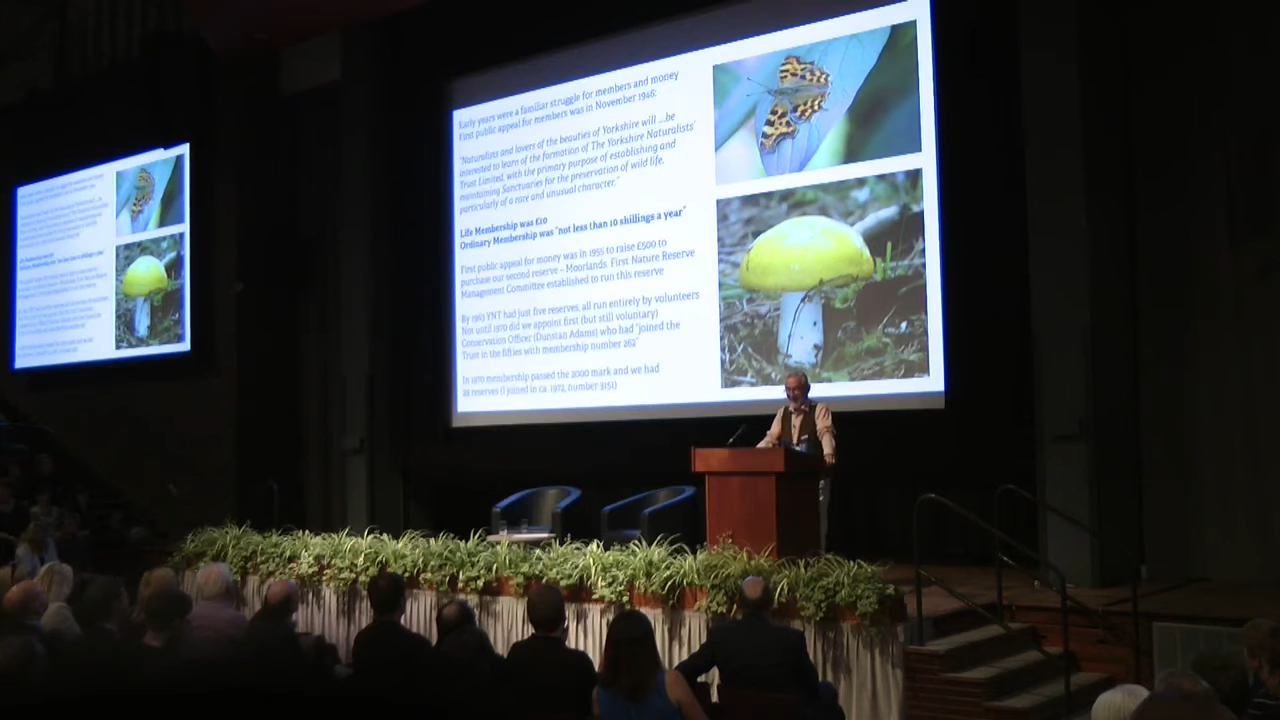 Early years were a familiar struggle for members and money
First public appeal for members was in November 1946:
"Naturalists and lovers of the beauties of Yorkshire will ...be
interested to learn of the formation of The Yorkshire Naturalists'
Trust Limited, with the primary purpose of establishing and
maintaining Sanctuaries for the preservation of wild life,
particularly of a rare and unusual character."
Life Membership was £10
Ordinary Membership was "not less than 10 shillings a year"
First public appeal for money was in 1955 to raise £500 to
purchase our second reserve – Moorlands. First Nature Reserve
Management Committee established to run this reserve
By 1963 YNT had just five reserves, all run entirely by volunteers
Not until 1970 did we appoint first (but still voluntary)
Conservation Officer (Dunstan Adams) who had "joined the
Trust in the fifties with membership number 262"
In 1970 membership passed the 2000 mark and we had
reserves (I joined in ca. 1972, number 3151)